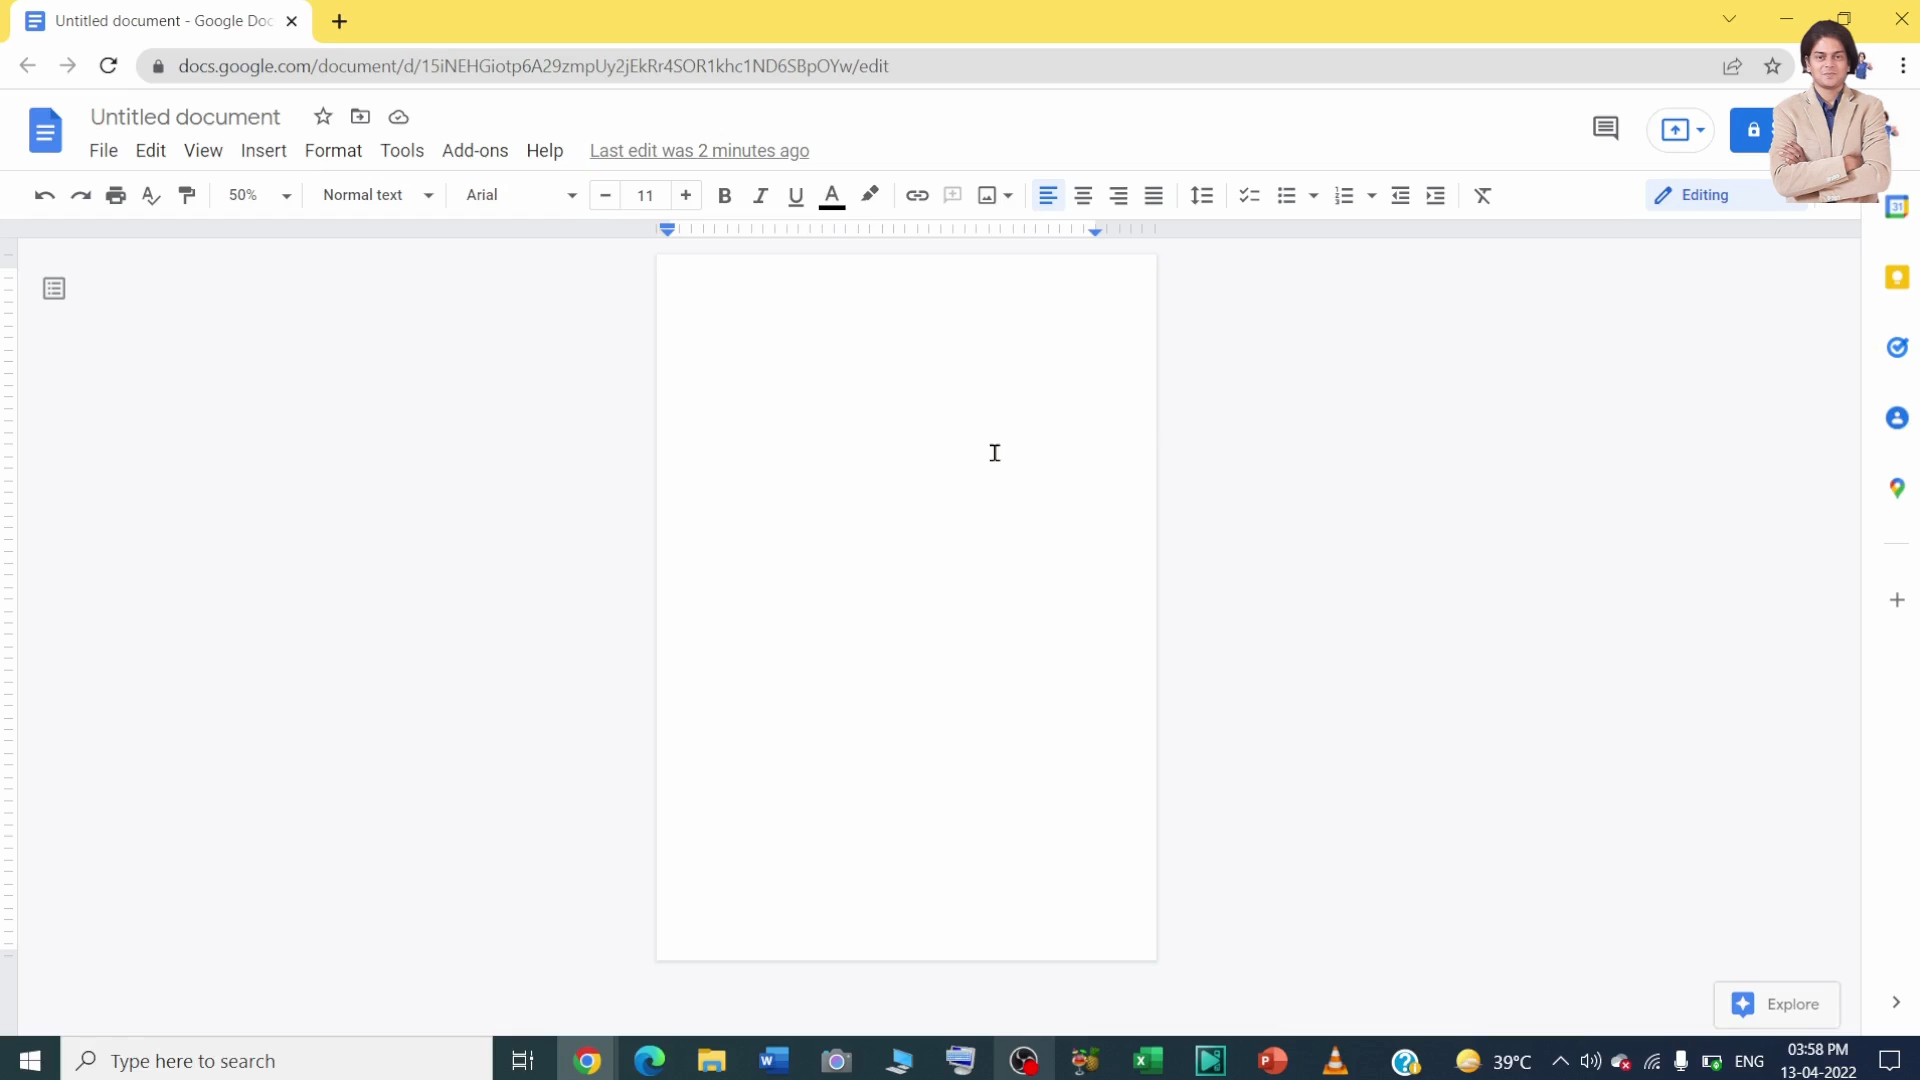 Untitled document - Google Doc
docs.google.com/document/d/15iNEHGiotp6A29zmpUy2jEkRr4SOR1khc1ND6SBpOYw/edit
Untitled document
File Edit View Insert Format Tools Add-ons Help Last edit was 2 minutes ago
50% Normal text Arial 11 B I U A Editing
31
Explore
Type here to search
39°C ENG
03:58 PM
13-04-2022